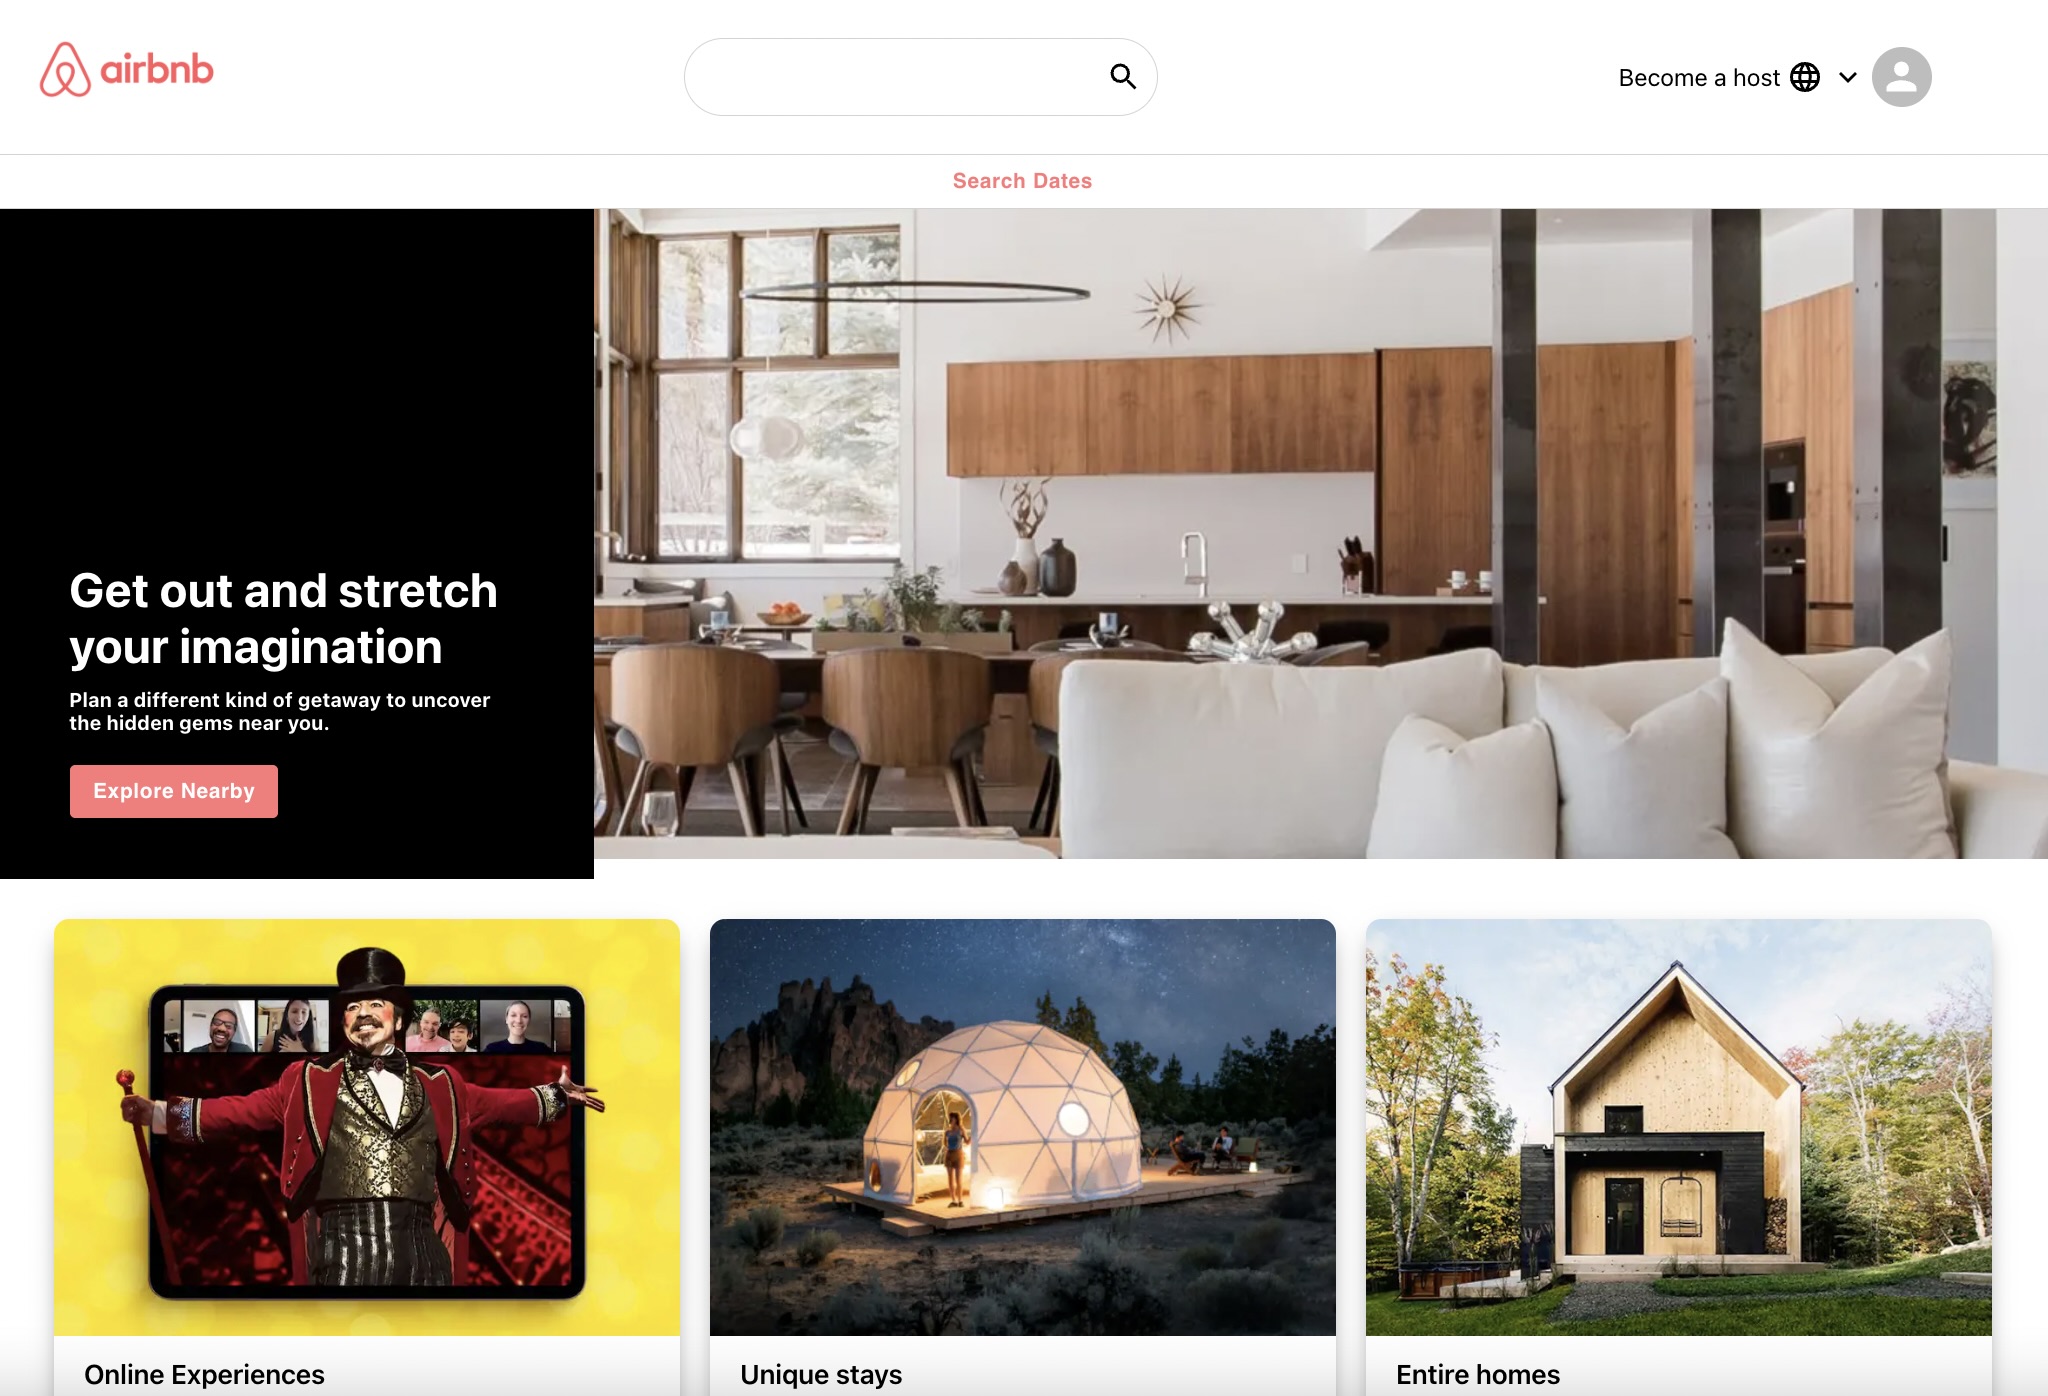 airbnb
Become a host
Search Dates
Get out and stretch
your imagination
Plan a different kind of getaway to uncover
the hidden gems near you.
Explore Nearby
Online Experiences
Unique stays
Entire homes